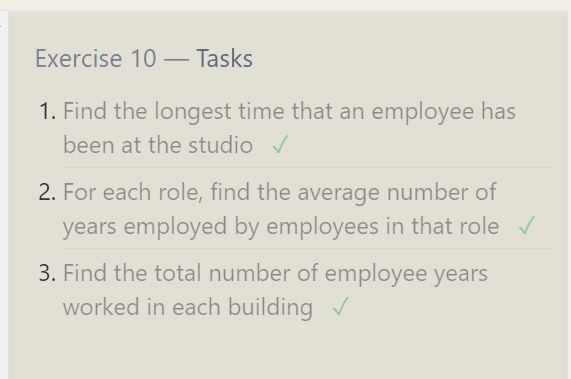 Exercise 10 — Tasks
1. Find the longest time that an employee has
been at the studio ✓
2. For each role, find the average number of
years employed by employees in that role ✓
3. Find the total number of employee years
worked in each building ✓